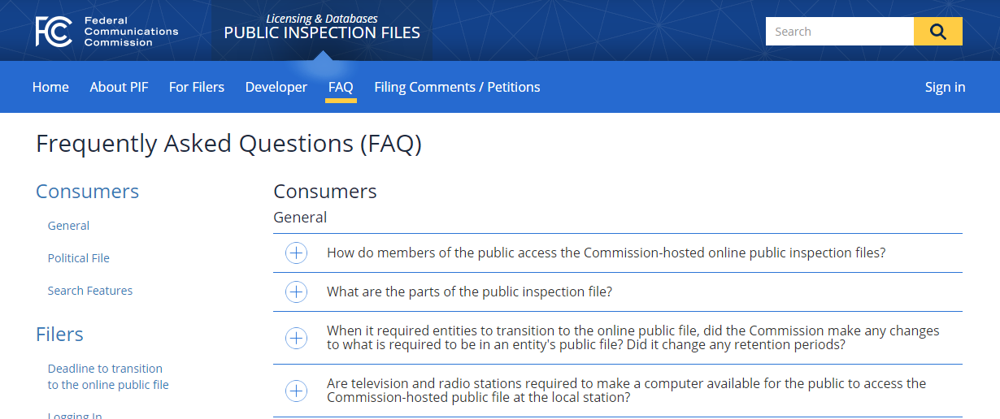 Federal
Communications
Commission
Licensing & Databases
PUBLIC INSPECTION FILES
Search
Home About PIF For Filers Developer FAQ Filing Comments / Petitions Sign in
Frequently Asked Questions (FAQ)
Consumers
General
Political File
Search Features
Filers
Deadline to transition
to the online public file
Logging In
Consumers
General
How do members of the public access the Commission-hosted online public inspection files?
What are the parts of the public inspection file?
When it required entities to transition to the online public file, did the Commission make any changes
to what is required to be in an entity's public file? Did it change any retention periods?
Are television and radio stations required to make a computer available for the public to access the
Commission-hosted public file at the local station?